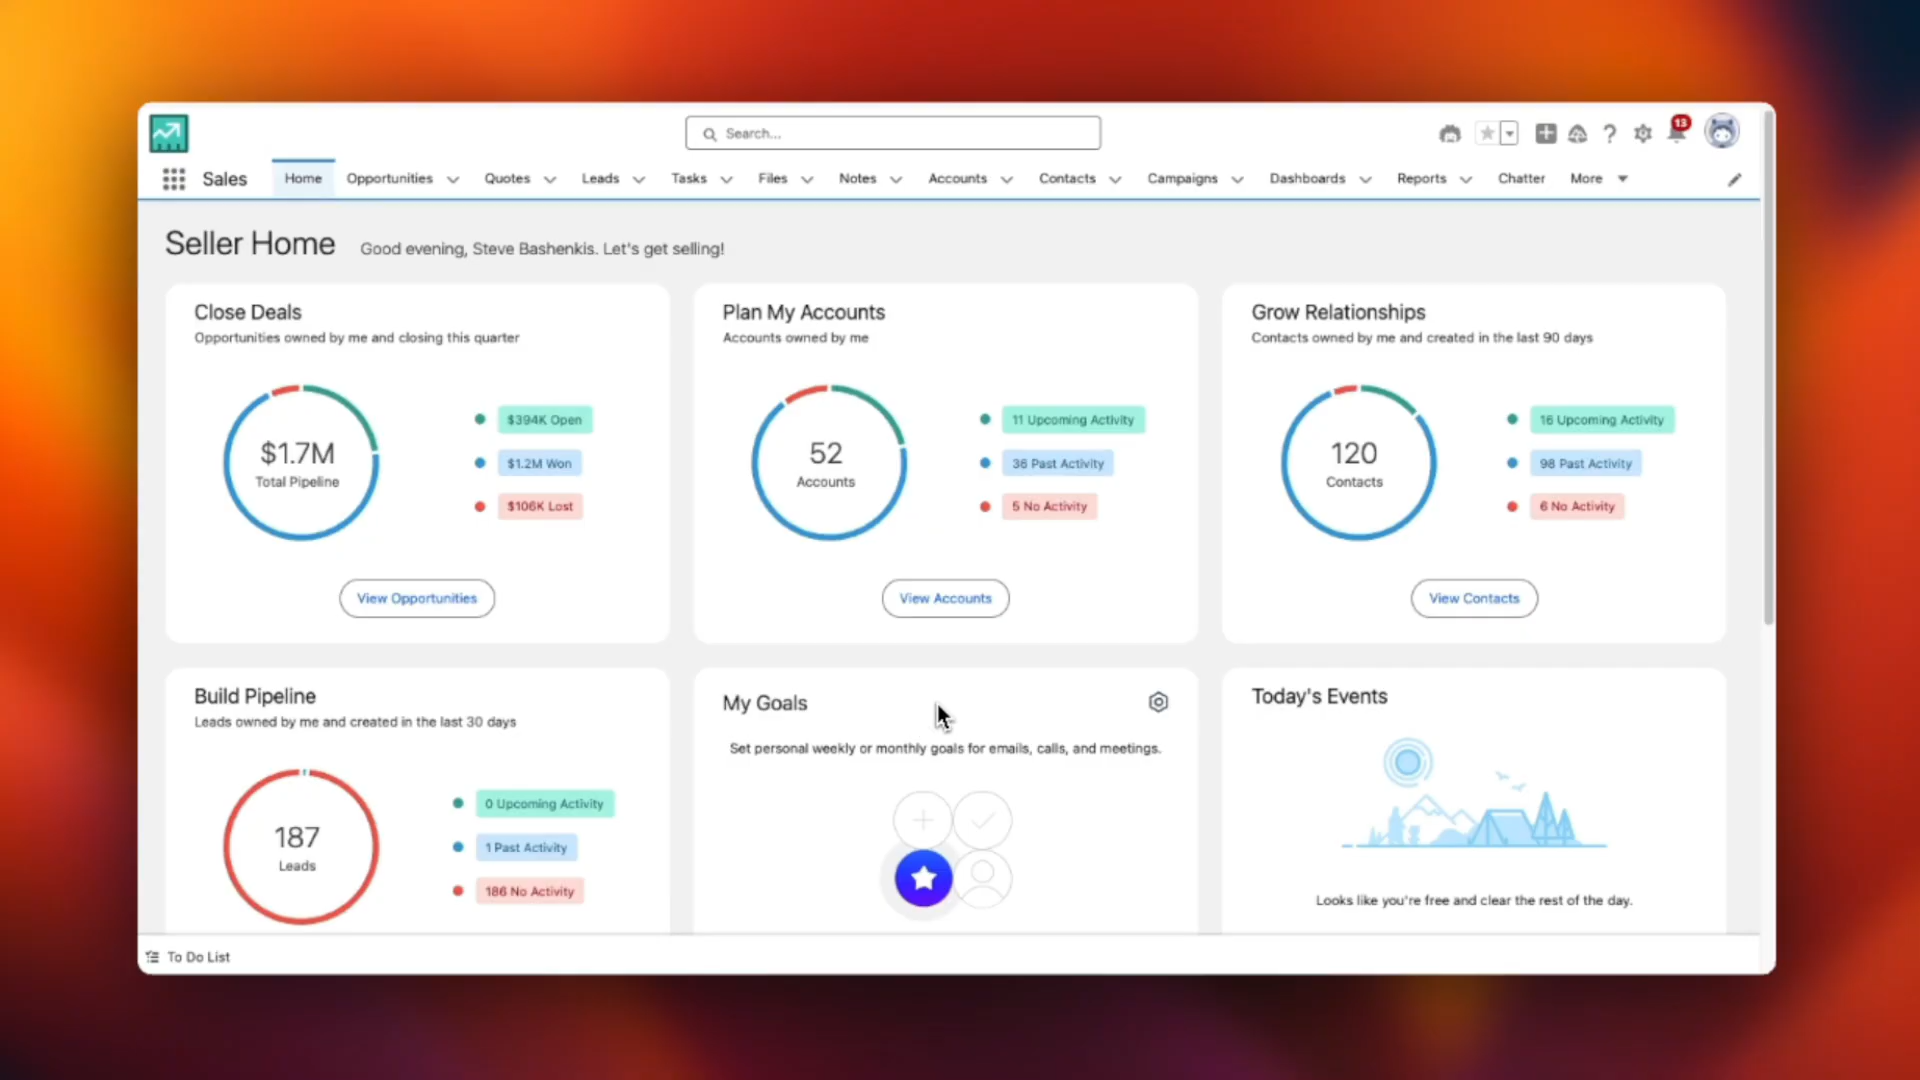 Search...
13
Sales
Home
Opportunities
Quotes
Leads
Tasks
Files
Notes
Accounts
Contacts
Campaigns
Dashboards
Reports
Chatter
More
Seller Home
Good evening, Steve Bashenkis. Let's get selling!
Close Deals
Opportunities owned by me and closing this quarter
$1.7M
Total Pipeline
$394K Open
$1.2M Won
$106K Lost
View Opportunities
Plan My Accounts
Accounts owned by me
52
Accounts
11 Upcoming Activity
36 Past Activity
5 No Activity
View Accounts
Grow Relationships
Contacts owned by me and created in the last 90 days
120
Contacts
16 Upcoming Activity
98 Past Activity
6 No Activity
View Contacts
Build Pipeline
Leads owned by me and created in the last 30 days
187
Leads
0 Upcoming Activity
1 Past Activity
186 No Activity
My Goals
Set personal weekly or monthly goals for emails, calls, and meetings.
Today's Events
Looks like you're free and clear the rest of the day.
To Do List